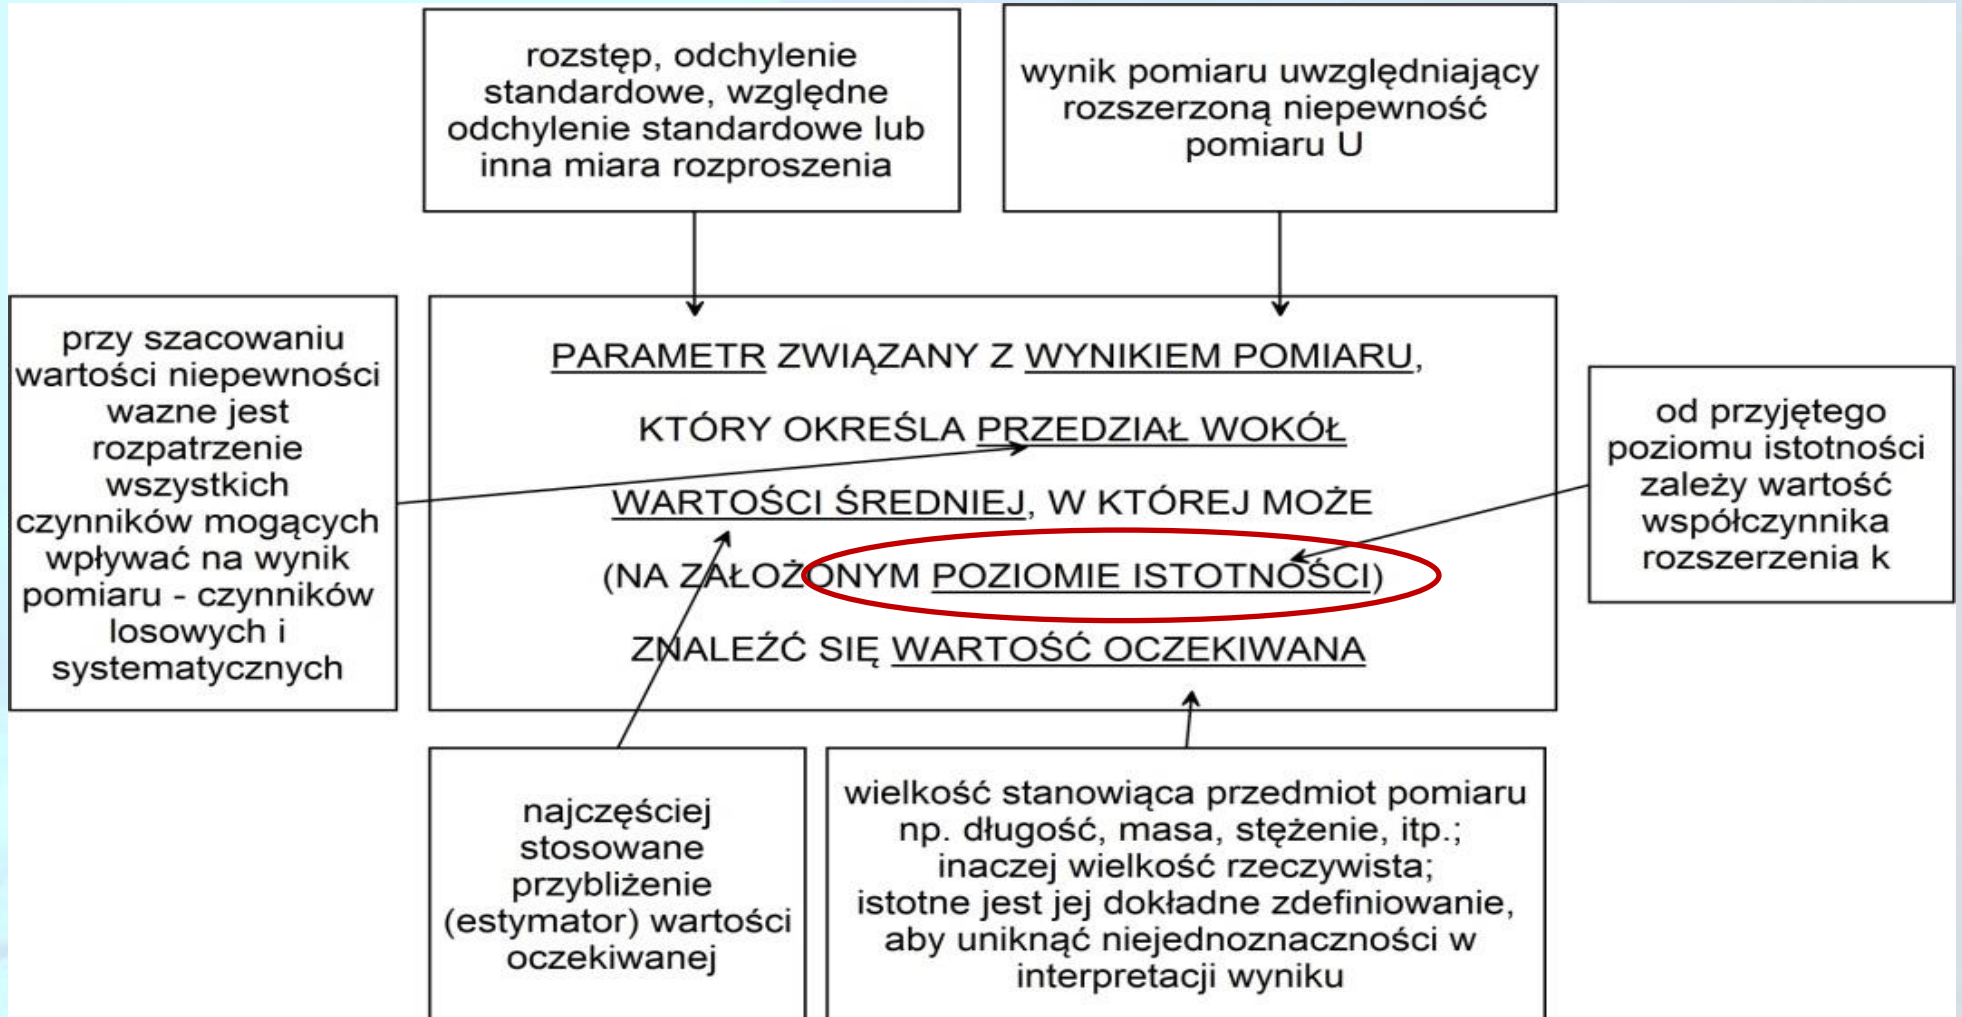 rozstęp, odchylenie
standardowe, względne
odchylenie standardowe lub
inna miara rozproszenia
wynik pomiaru uwzględniający
rozszerzoną niepewność
pomiaru U
przy szacowaniu
wartości niepewności
wazne jest
rozpatrzenie
wszystkich
czynników mogących
wpływać na wynik
pomiaru - czynników
losowych i
systematycznych
PARAMETR ZWIĄZANY Z WYNIKIEM POMIARU,
KTÓRY OKREŚLA PRZEDZIAŁ WOKÓŁ
WARTOŚCI ŚREDNIEJ, W KTÓREJ MOŻE
(NA ZAŁOŻONYM POZIOMIE ISTOTNOŚCI)
ZNALEŹĆ SIĘ WARTOŚĆ OCZEKIWANA
od przyjętego
poziomu istotności
zależy wartość
współczynnika
rozszerzenia k
najczęściej
stosowane
przybliżenie
(estymator) wartości
oczekiwanej
wielkość stanowiąca przedmiot pomiaru
np. długość, masa, stężenie, itp.;
inaczej wielkość rzeczywista;
istotne jest jej dokładne zdefiniowanie,
aby uniknąć niejednoznaczności w
interpretacji wyniku